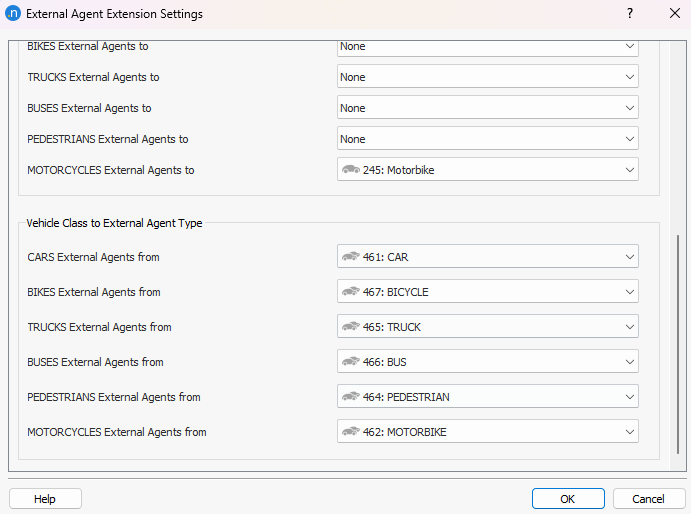 .n External Agent Extension Settings ?
BIKES External Agents to None
TRUCKS External Agents to None
BUSES External Agents to None
PEDESTRIANS External Agents to None
MOTORCYCLES External Agents to 245: Motorbike
Vehicle Class to External Agent Type
CARS External Agents from 461: CAR
BIKES External Agents from 467: BICYCLE
TRUCKS External Agents from 465: TRUCK
BUSES External Agents from 466: BUS
PEDESTRIANS External Agents from 464: PEDESTRIAN
MOTORCYCLES External Agents from 462: MOTORBIKE
Help OK Cancel